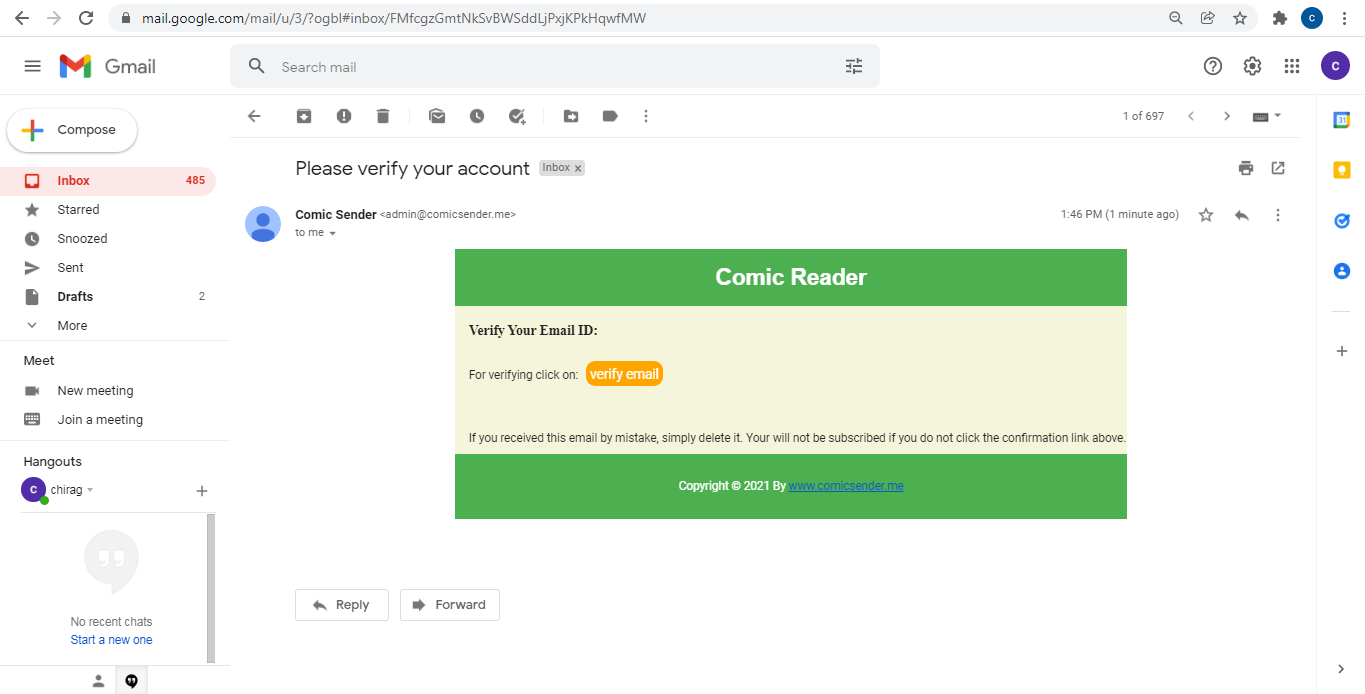 mail.google.com/mail/u/3/?ogbl#inbox/FMfcgzGmtNkSvBWSddLjPxjKPkHqwfMW
C
Gmail
Search mail
C
Compose
1 of 697
31
Inbox 485
Starred
Snoozed
Sent
Drafts 2
More
Meet
New meeting
Join a meeting
Hangouts
C chirag
No recent chats
Start a new one
Please verify your account Inbox x
Comic Sender <admin@comicsender.me> 1:46 PM (1 minute ago)
to me
Comic Reader
Verify Your Email ID:
For verifying click on: verify email
If you received this email by mistake, simply delete it. Your will not be subscribed if you do not click the confirmation link above.
Copyright © 2021 By www.comicsender.me
Reply Forward